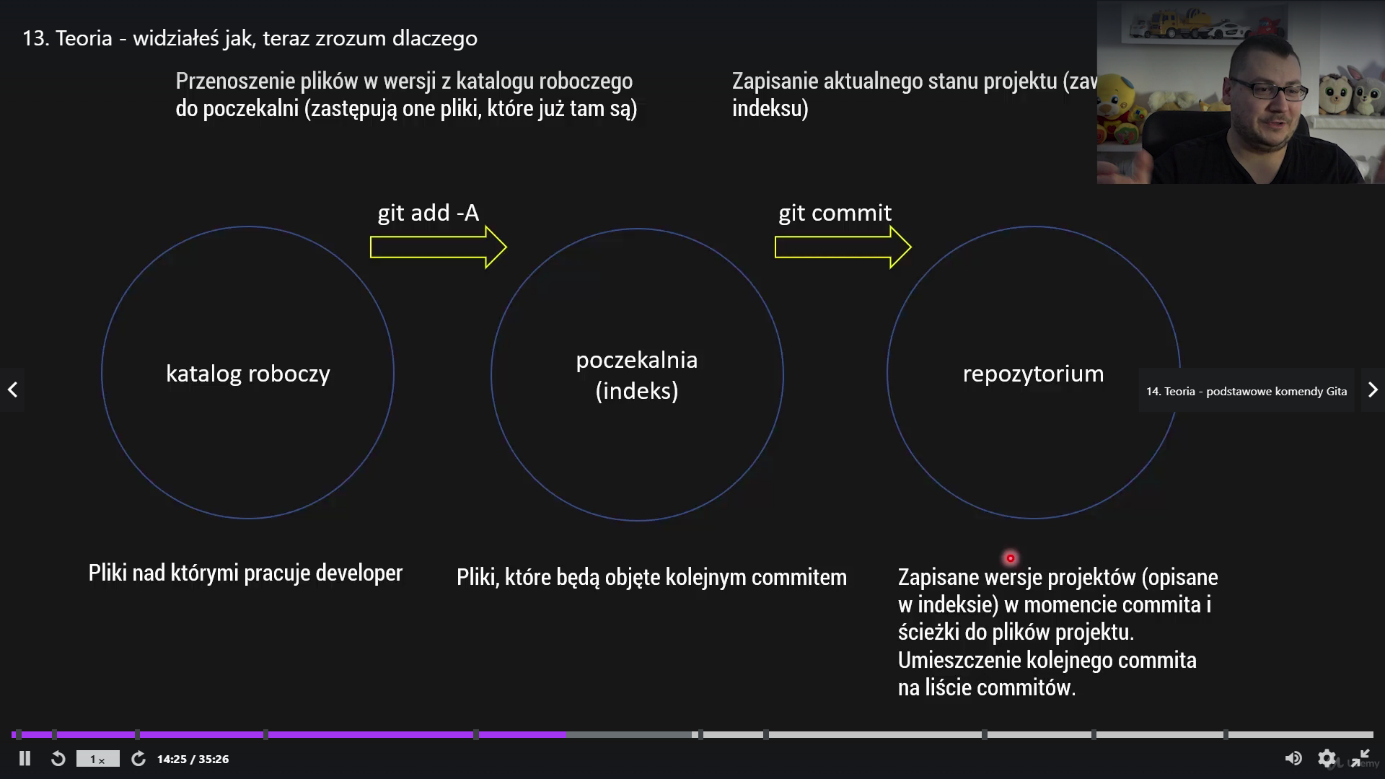 13. Teoria - widziałeś jak, teraz zrozum dlaczego
Przenoszenie plików w wersji z katalogu roboczego
do poczekalni (zastępują one pliki, które już tam są)
Zapisanie aktualnego stanu projektu (zaw
indeksu)
git add -A
git commit
katalog roboczy
poczekalnia
(indeks)
repozytorium
14. Teoria - podstawowe komendy Gita
Pliki nad którymi pracuje developer
Pliki, które będą objęte kolejnym commitem
Zapisane wersje projektów (opisane
w indeksie) w momencie commita i
ścieżki do plików projektu.
Umieszczenie kolejnego commita
na liście commitów.
1 x
14:25 / 35:26
Udemy